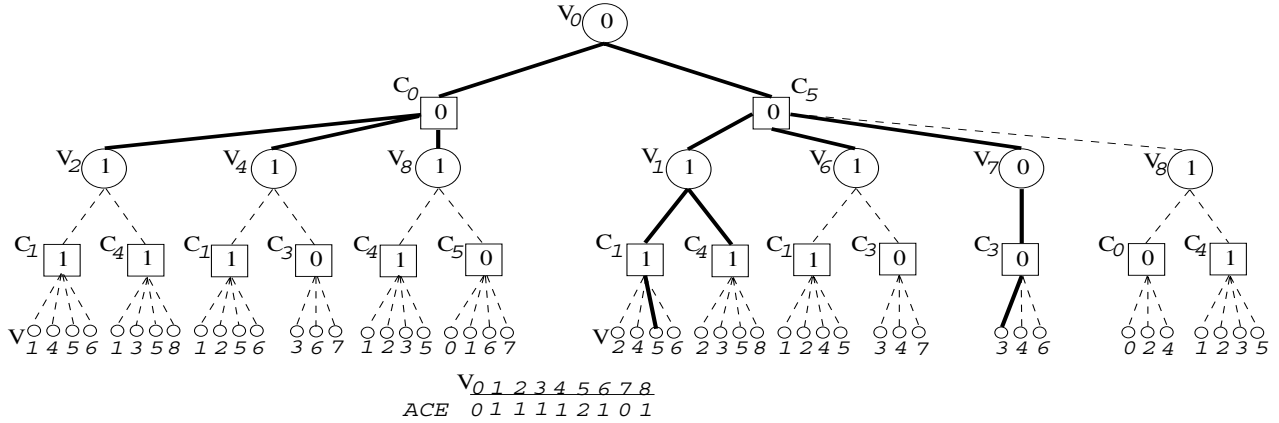 V0 0
C0 0 C5 0
V2 1 V4 1 V8 1 V1 1 V6 1 V7 0 V8 1
C1 1 C4 1 C1 1 C3 0 C4 1 C5 0 C1 1 C4 1 C1 1 C3 0 C3 0 C0 0 C4 1
V 1 4 5 6 1 3 5 8 1 2 5 6 3 6 7 1 2 3 5 0 1 6 7 V 2 4 5 6 2 3 5 8 1 2 4 5 3 4 7 3 4 6 0 2 4 1 2 3 5
V 0 1 2 3 4 5 6 7 8
ACE 0 1 1 1 1 2 1 0 1